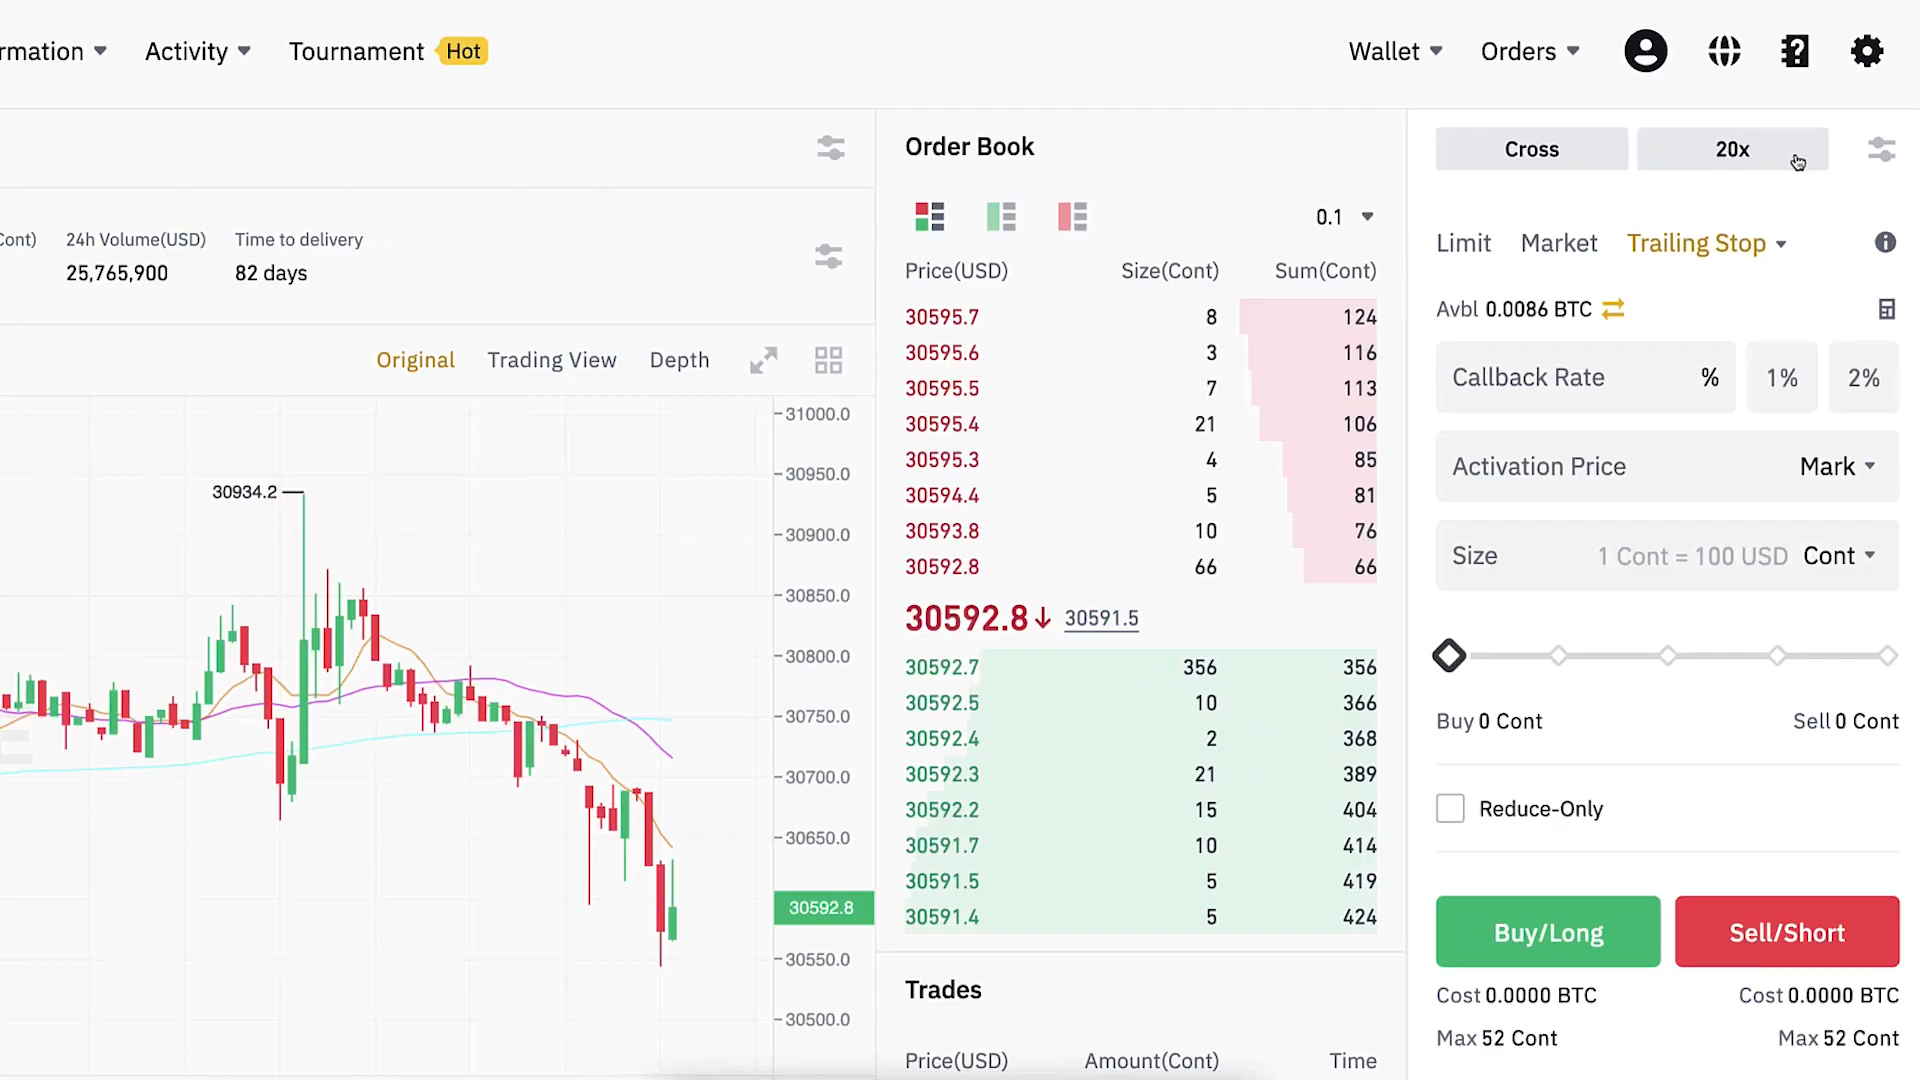 rmation Activity Tournament Hot Wallet Orders
Cont) 24h Volume(USD) Time to delivery
25,765,900 82 days
Original Trading View Depth
31000.0
30950.0
30934.2
30900.0
30850.0
30800.0
30750.0
30700.0
30650.0
30592.8
30550.0
30500.0
Order Book
0.1
Price(USD) Size(Cont) Sum(Cont)
30595.7 8 124
30595.6 3 116
30595.5 7 113
30595.4 21 106
30595.3 4 85
30594.4 5 81
30593.8 10 76
30592.8 66 66
30592.8↓ 30591.5
30592.7 356 356
30592.5 10 366
30592.4 2 368
30592.3 21 389
30592.2 15 404
30591.7 10 414
30591.5 5 419
30591.4 5 424
Trades
Price(USD) Amount(Cont) Time
Cross 20x
Limit Market Trailing Stop
Avbl 0.0086 BTC
Callback Rate % 1% 2%
Activation Price Mark
Size 1 Cont = 100 USD Cont
Buy 0 Cont Sell 0 Cont
Reduce-Only
Buy/Long Sell/Short
Cost 0.0000 BTC Cost 0.0000 BTC
Max 52 Cont Max 52 Cont